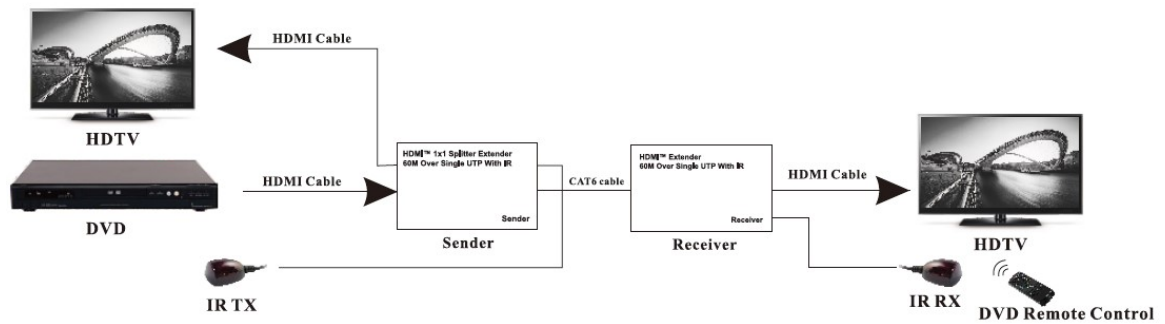 HDMI Cable
HDTV
HDMI™ 1x1 Splitter Extender
60M Over Single UTP With IR
HDMI™ Extender
60M Over Single UTP With IR
HDMI Cable
CAT6 cable
HDMI Cable
DVD
Sender
Receiver
Sender
Receiver
HDTV
IR TX
IR RX
DVD Remote Control